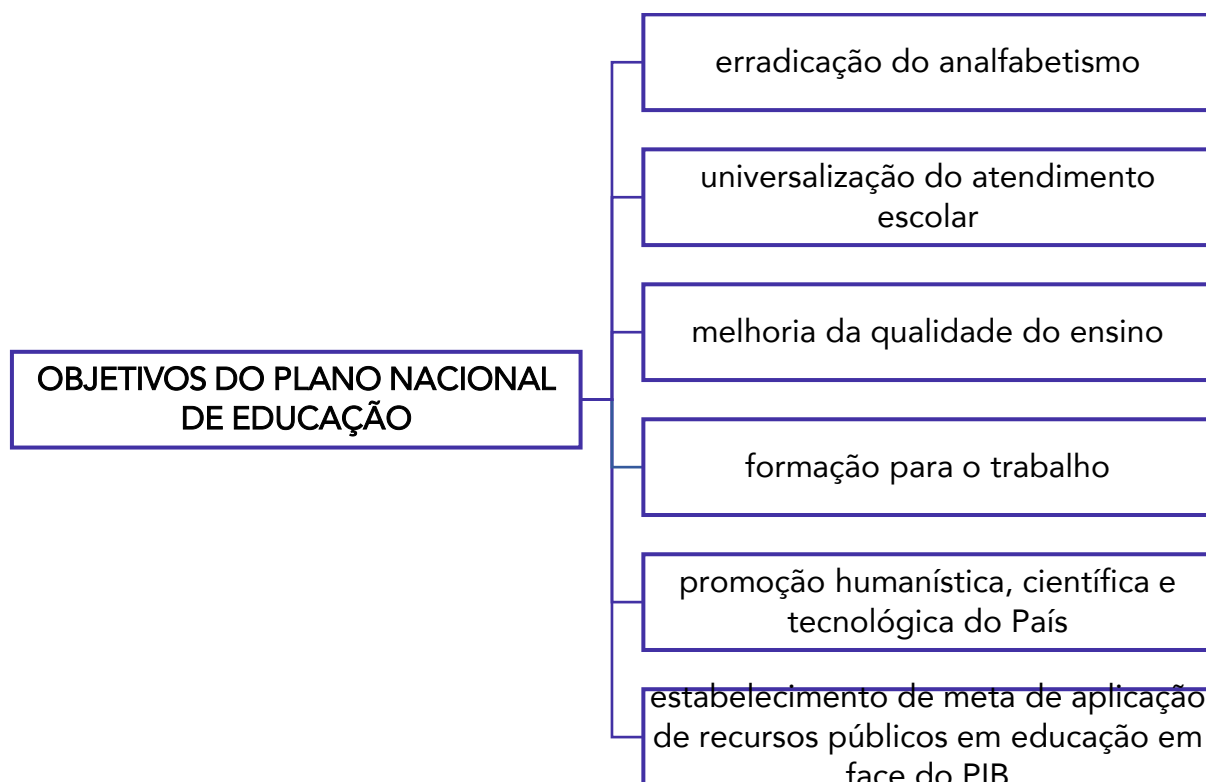 erradicação do analfabetismo
universalização do atendimento
escolar
melhoria da qualidade do ensino
OBJETIVOS DO PLANO NACIONAL
DE EDUCAÇÃO
formação para o trabalho
promoção humanística, científica e
tecnológica do País
estabelecimento de meta de aplicação
de recursos públicos em educação em
face do PIB